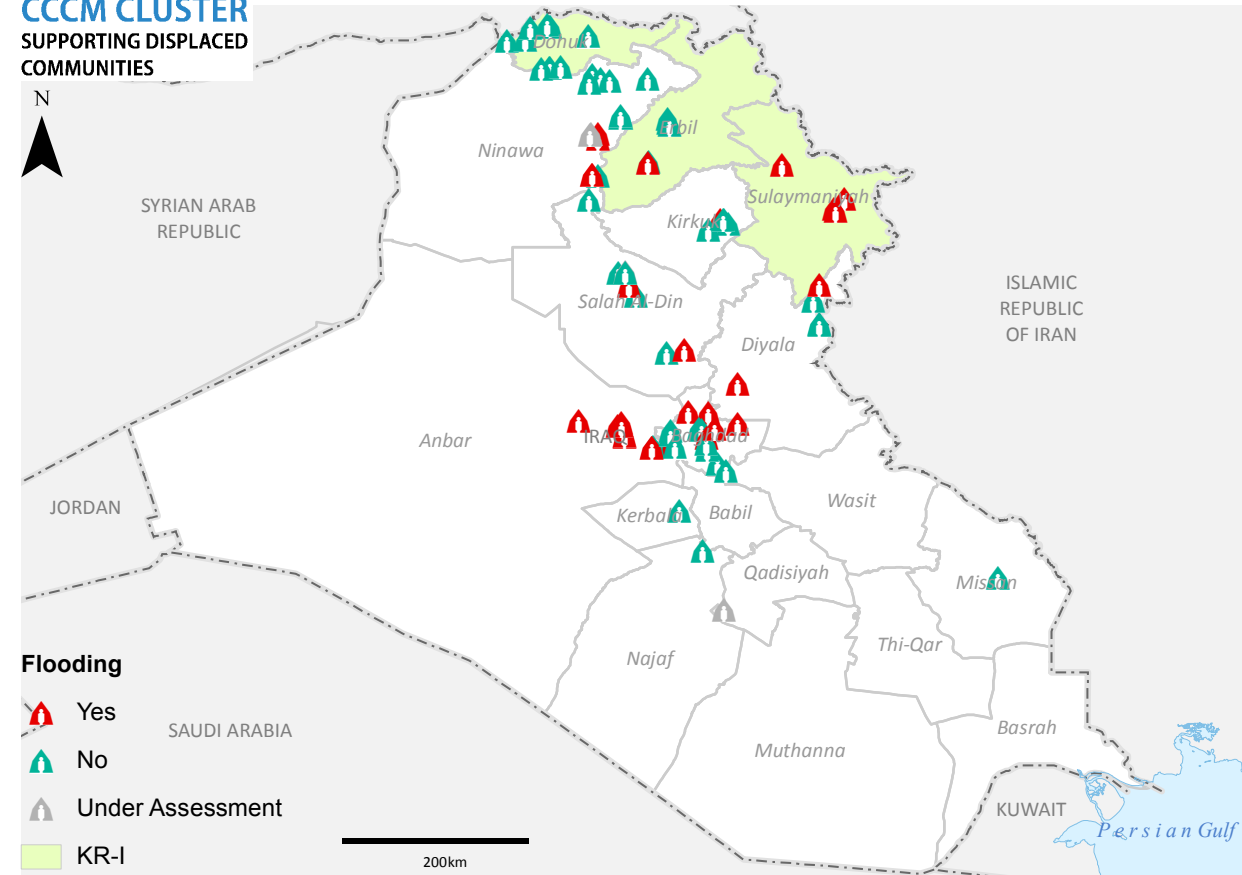 CCCM CLUSTER
SUPPORTING DISPLACED
COMMUNITIES
N
Dohuk
Erbil
Ninawa
SYRIAN ARAB
REPUBLIC
Sulaymaniyah
Kirkuk
ISLAMIC
REPUBLIC
OF IRAN
Salah Al-Din
Diyala
Anbar
IRAQ
Baghdad
JORDAN
Kerbala
Babil
Wasit
Qadisiyah
Missan
Najaf
Thi-Qar
Flooding
Yes
No
Under Assessment
KR-I
SAUDI ARABIA
Muthanna
Basrah
KUWAIT
Persian Gulf
200km